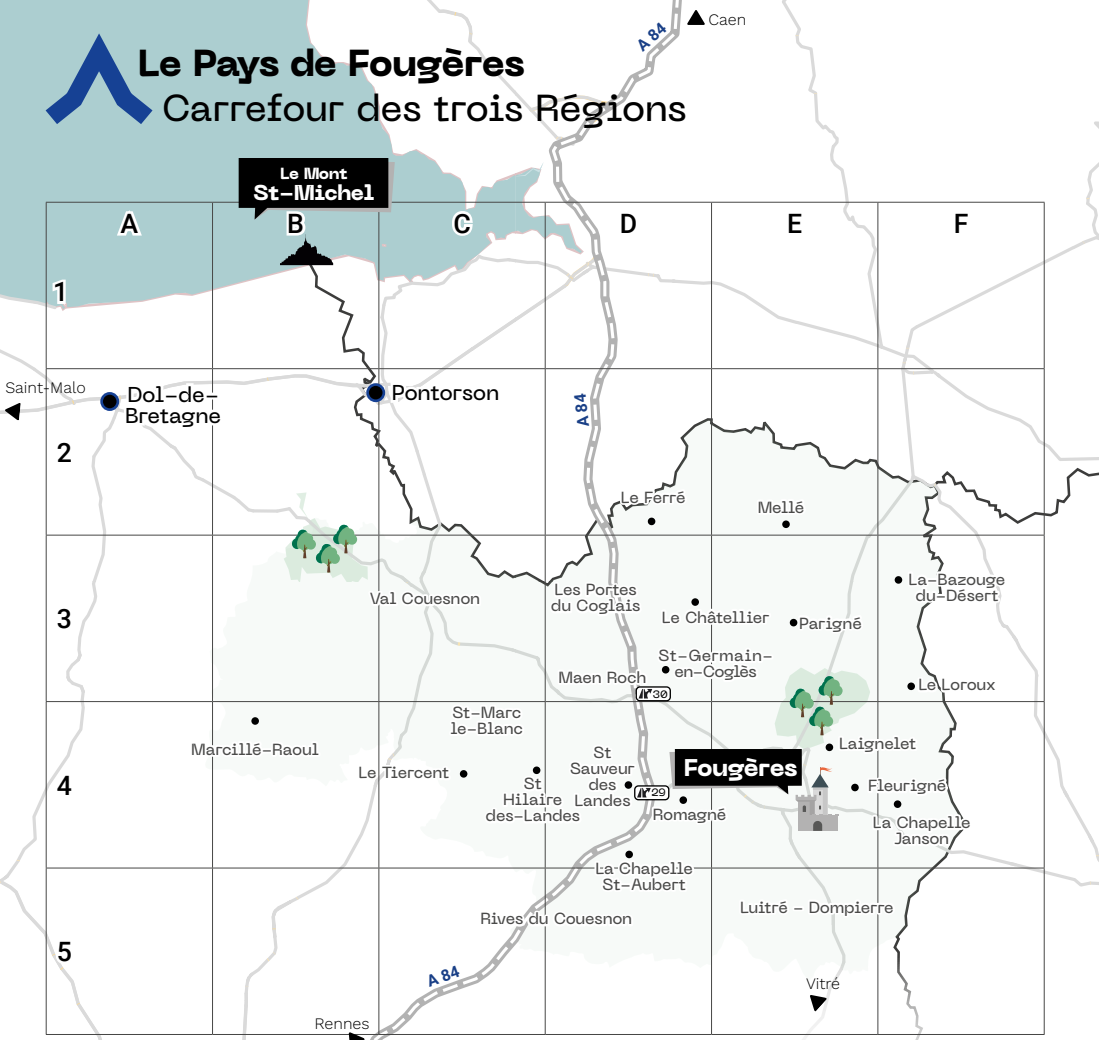 Caen
A 84
Le Pays de Fougères
Carrefour des trois Régions
Le Mont
St-Michel
A
B
C
D
E
F
1
Saint-Malo
Dol-de-
Bretagne
Pontorson
A 84
2
Le Ferré
Mellé
La-Bazouge
du-Désert
Les Portes
du Coglais
Val Couesnon
3
Le Châtellier
Parigné
St-Germain-
en-Coglès
Maen Roch
30
Le Loroux
St-Marc
le-Blanc
Marcillé-Raoul
Laignelet
St
Sauveur
des
Landes
Fougères
Le Tiercent
4
St
Hilaire
des-Landes
29
Fleurigné
Romagné
La Chapelle
Janson
La Chapelle
St-Aubert
Luitré - Dompierre
Rives du Couesnon
5
A 84
Vitré
Rennes